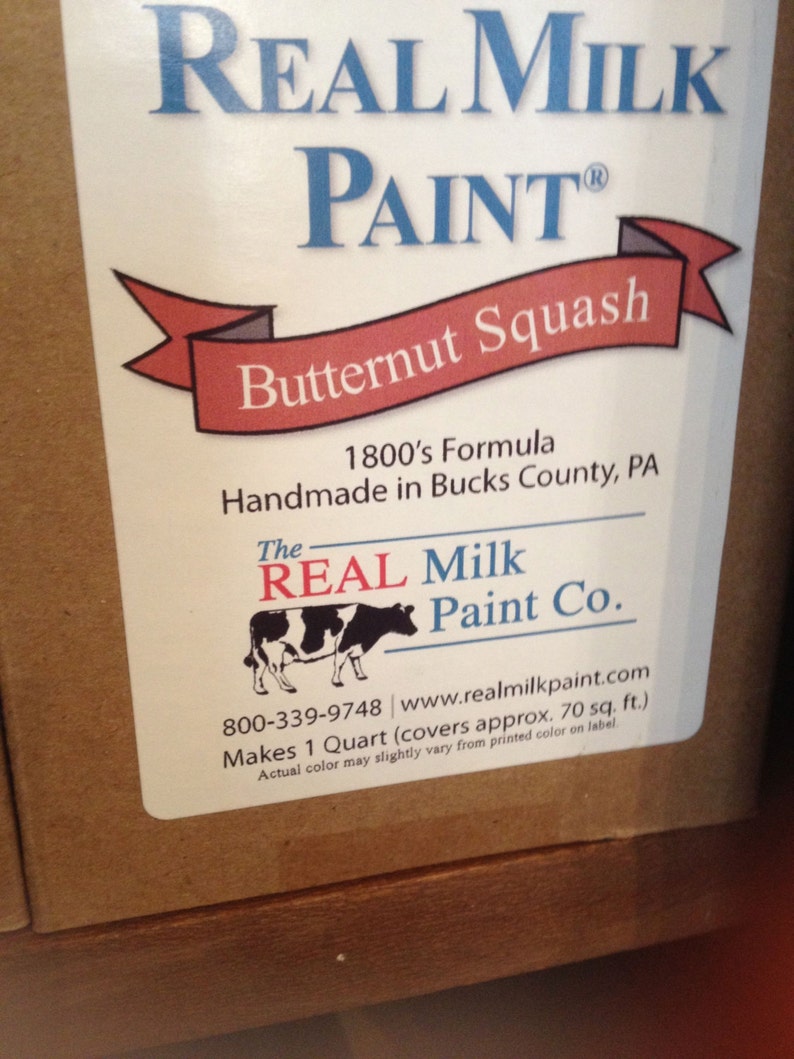 REAL MILK
PAINT®
Butternut Squash
1800's Formula
Handmade in Bucks County, PA
The
REAL Milk
Paint Co.
800-339-9748 | www.realmilkpaint.com
Makes 1 Quart (covers approx. 70 sq. ft.)
Actual color may slightly vary from printed color on label.